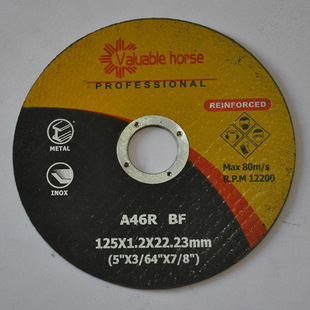 Valuable horse
PROFESSIONAL
REINFORCED
METAL
Max 80m/s
R.P.M 12200
INOX
A46R BF
125X1.2X22.23mm
(5"X3/64"X7/8")